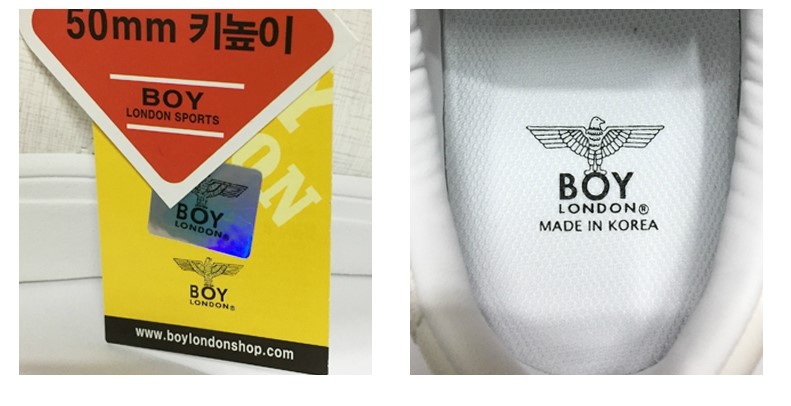 50mm 키높이
BOY
LONDON SPORTS
LONDON
BOY
LONDON®
BOY
LONDON®
www.boylondonshop.com
BOY
LONDON®
MADE IN KOREA